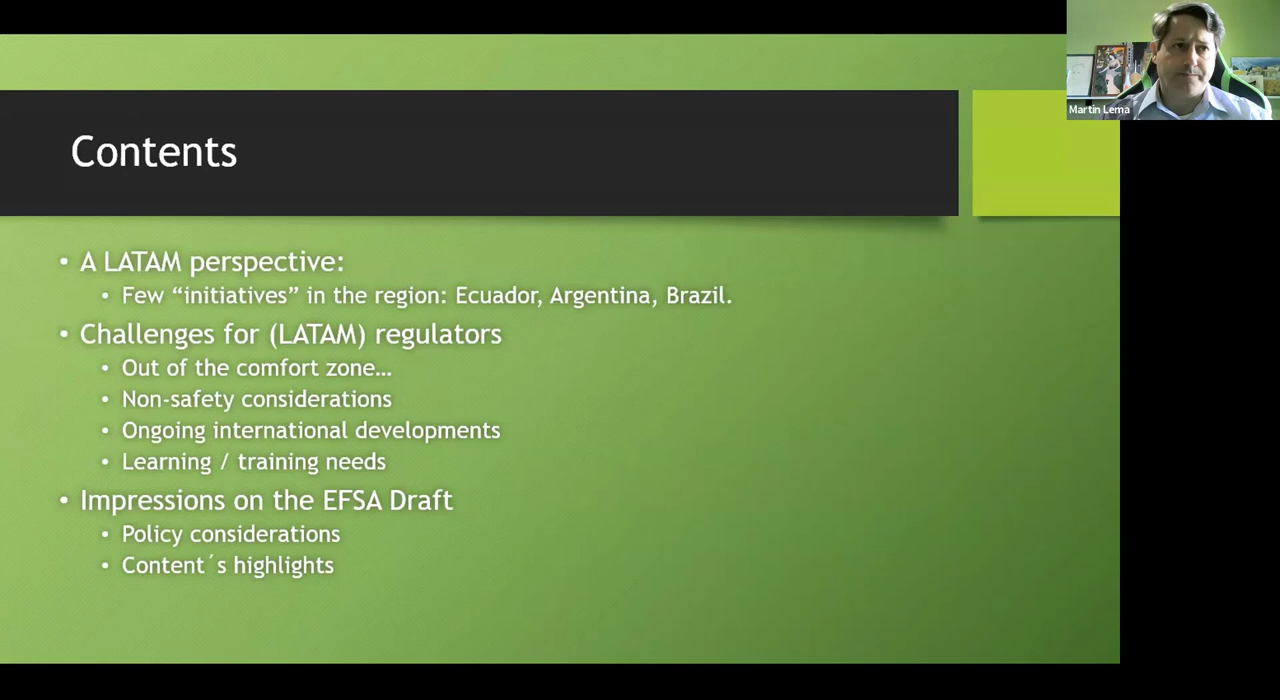 Martin Lema
Contents
• A LATAM perspective:
• Few “initiatives” in the region: Ecuador, Argentina, Brazil.
• Challenges for (LATAM) regulators
• Out of the comfort zone…
• Non-safety considerations
• Ongoing international developments
• Learning / training needs
• Impressions on the EFSA Draft
• Policy considerations
• Content´s highlights